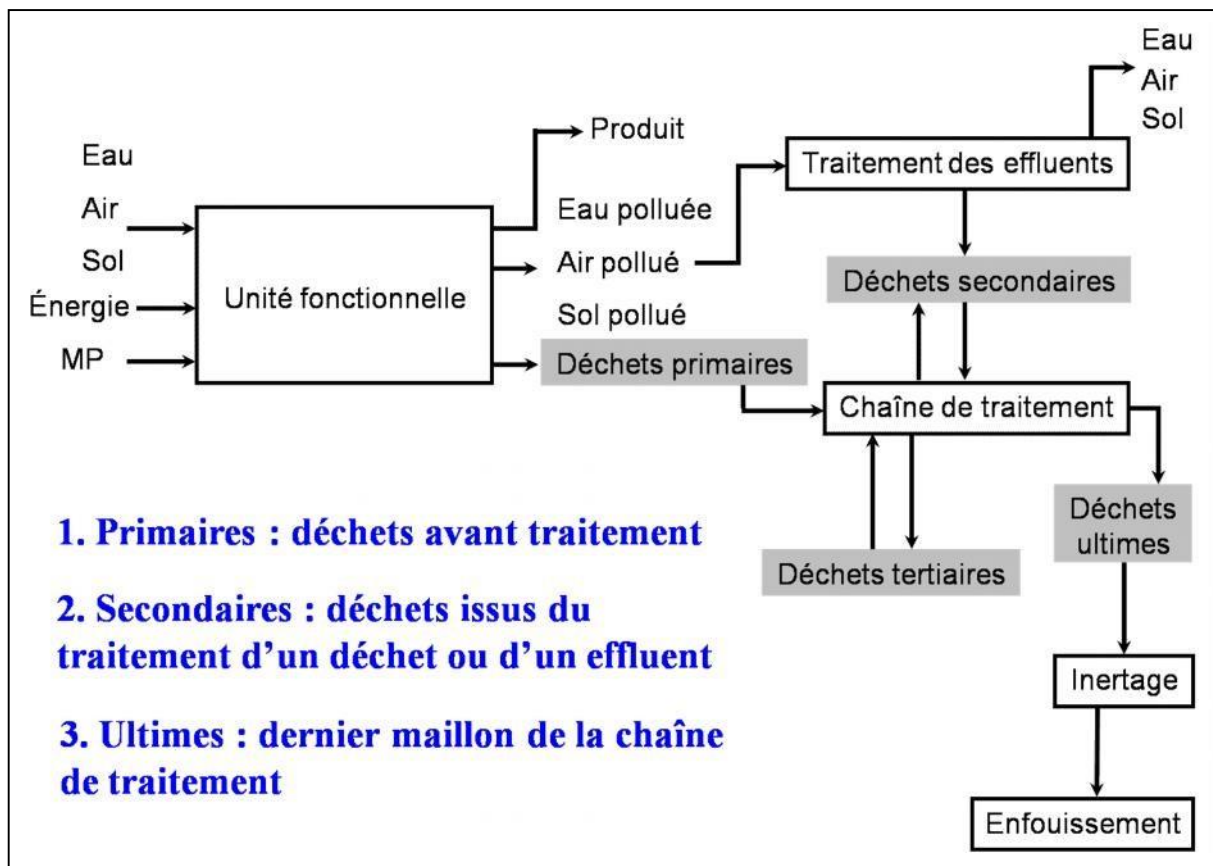 Eau
Air
Sol
Énergie
MP
Unité fonctionnelle
Produit
Eau polluée
Air pollué
Sol pollué
Déchets primaires
Traitement des effluents
Eau
Air
Sol
Déchets secondaires
Chaîne de traitement
Déchets tertiaires
Déchets
ultimes
Inertage
Enfouissement
1. Primaires : déchets avant traitement
2. Secondaires : déchets issus du
traitement d'un déchet ou d'un effluent
3. Ultimes : dernier maillon de la chaîne
de traitement